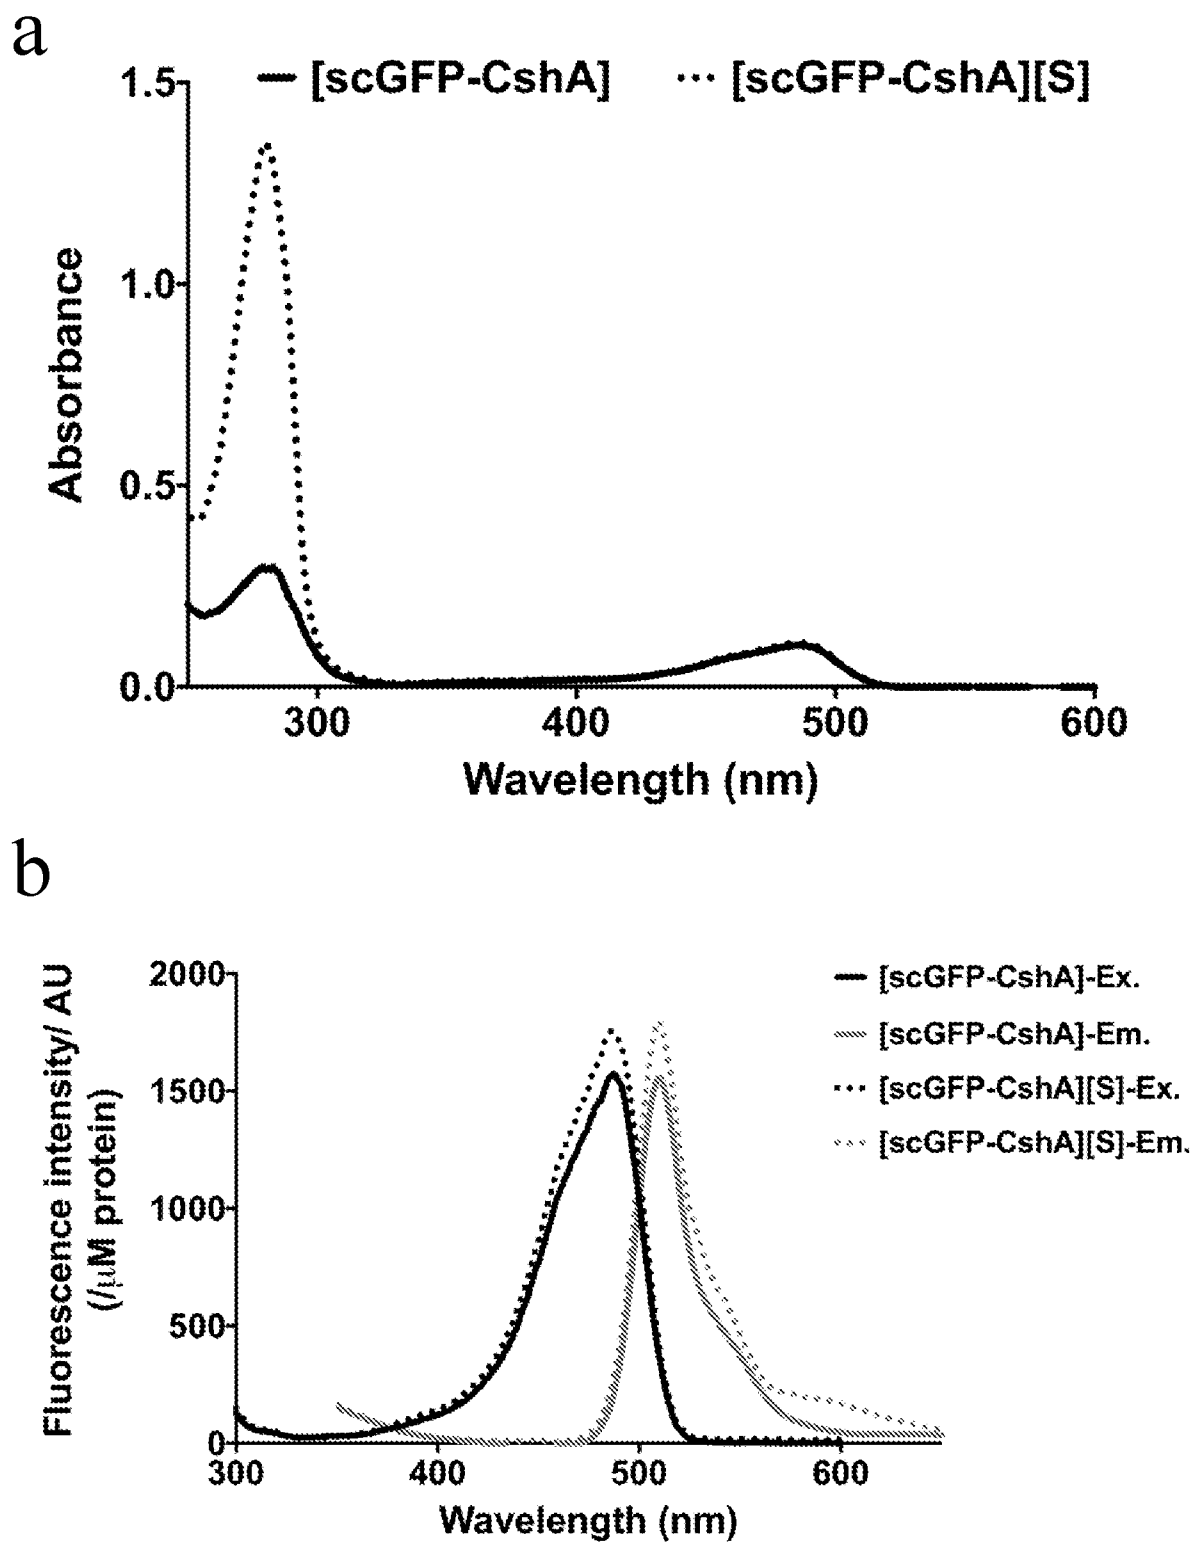 a
[scGFP-CshA] [scGFP-CshA][S]
1.5
1.0
0.5
0.0
Absorbance
300 400 500 600
Wavelength (nm)
b
Fluorescence intensity/ AU
(/μM protein)
2000
1500
1000
500
0
[scGFP-CshA]-Ex.
[scGFP-CshA]-Em.
[scGFP-CshA][S]-Ex.
[scGFP-CshA][S]-Em.
300 400 500 600
Wavelength (nm)